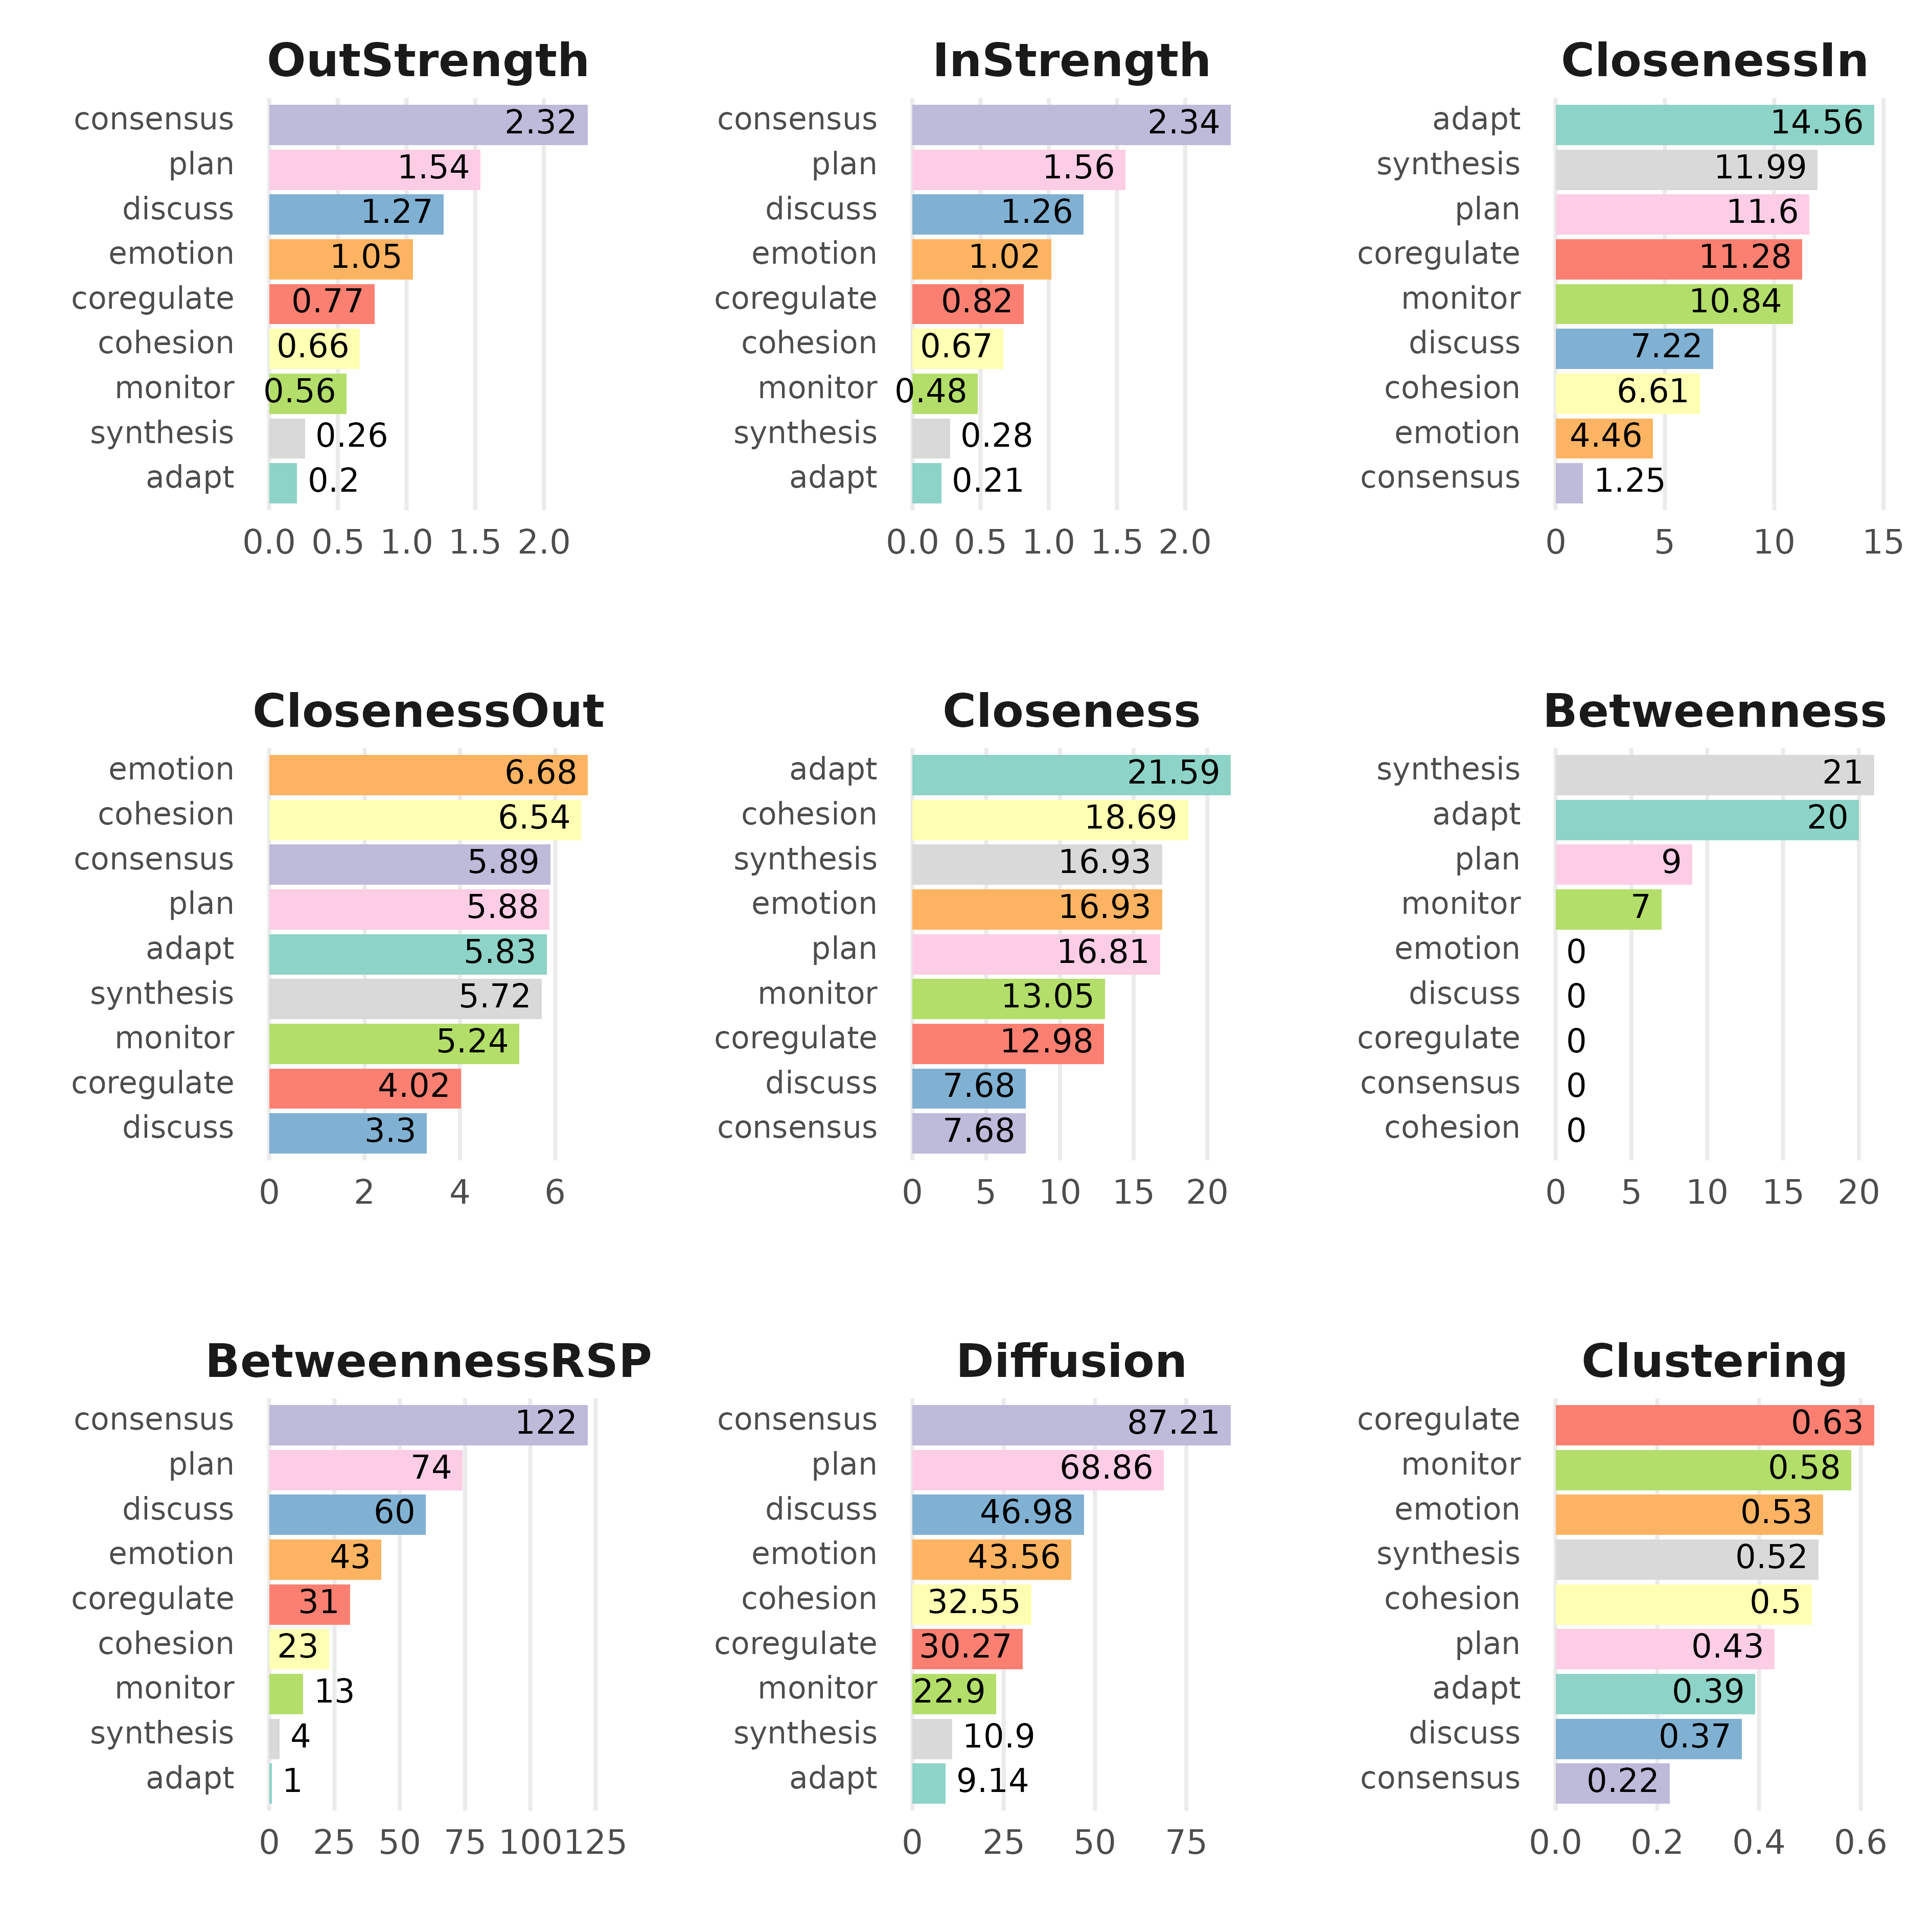 OutStrength
consensus 2.32
plan 1.54
discuss 1.27
emotion 1.05
coregulate 0.77
cohesion 0.66
monitor 0.56
synthesis 0.26
adapt 0.2
0.0 0.5 1.0 1.5 2.0
InStrength
consensus 2.34
plan 1.56
discuss 1.26
emotion 1.02
coregulate 0.82
cohesion 0.67
monitor 0.48
synthesis 0.28
adapt 0.21
0.0 0.5 1.0 1.5 2.0
ClosenessIn
adapt 14.56
synthesis 11.99
plan 11.6
coregulate 11.28
monitor 10.84
discuss 7.22
cohesion 6.61
emotion 4.46
consensus 1.25
0 5 10 15
ClosenessOut
emotion 6.68
cohesion 6.54
consensus 5.89
plan 5.88
adapt 5.83
synthesis 5.72
monitor 5.24
coregulate 4.02
discuss 3.3
0 2 4 6
Closeness
adapt 21.59
cohesion 18.69
synthesis 16.93
emotion 16.93
plan 16.81
monitor 13.05
coregulate 12.98
discuss 7.68
consensus 7.68
0 5 10 15 20
Betweenness
synthesis 21
adapt 20
plan 9
monitor 7
emotion 0
discuss 0
coregulate 0
consensus 0
cohesion 0
0 5 10 15 20
BetweennessRSP
consensus 122
plan 74
discuss 60
emotion 43
coregulate 31
cohesion 23
monitor 13
synthesis 4
adapt 1
0 25 50 75 100 125
Diffusion
consensus 87.21
plan 68.86
discuss 46.98
emotion 43.56
cohesion 32.55
coregulate 30.27
monitor 22.9
synthesis 10.9
adapt 9.14
0 25 50 75
Clustering
coregulate 0.63
monitor 0.58
emotion 0.53
synthesis 0.52
cohesion 0.5
plan 0.43
adapt 0.39
discuss 0.37
consensus 0.22
0.0 0.2 0.4 0.6